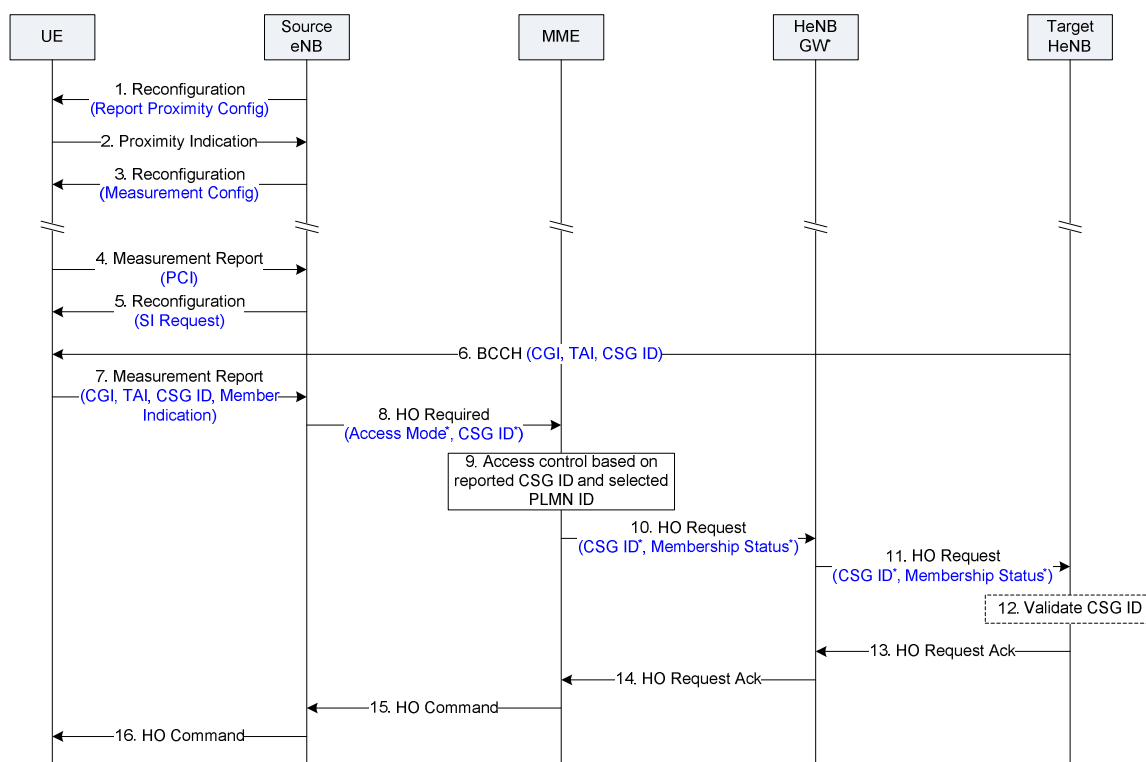 UE
Source
eNB
MME
HeNB
GW*
Target
HeNB
1. Reconfiguration
(Report Proximity Config)
2. Proximity Indication
3. Reconfiguration
(Measurement Config)
4. Measurement Report
(PCI)
5. Reconfiguration
(SI Request)
6. BCCH (CGI, TAI, CSG ID)
7. Measurement Report
(CGI, TAI, CSG ID, Member
Indication)
8. HO Required
(Access Mode*, CSG ID*)
9. Access control based on
reported CSG ID and selected
PLMN ID
10. HO Request
(CSG ID*, Membership Status*)
11. HO Request
(CSG ID*, Membership Status*)
12. Validate CSG ID
13. HO Request Ack
14. HO Request Ack
15. HO Command
16. HO Command